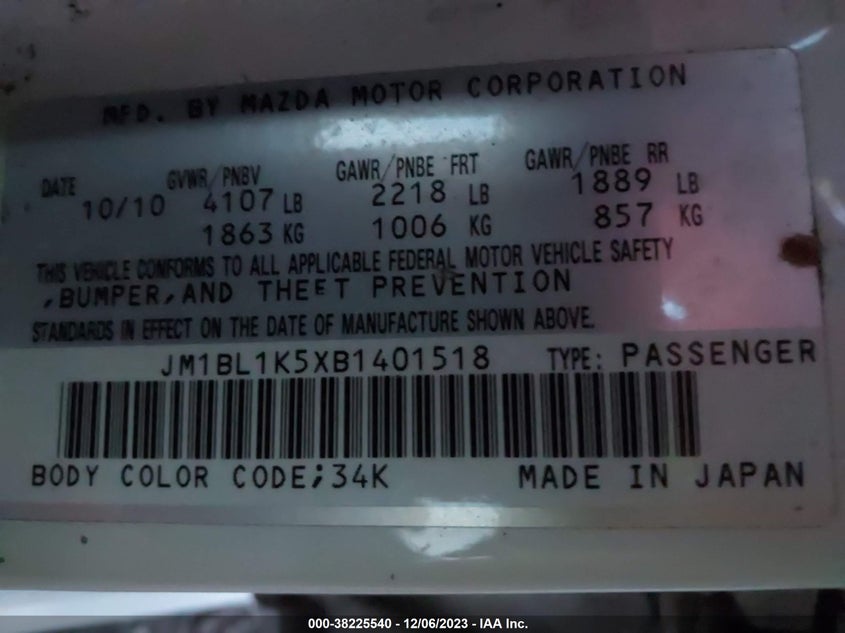 MFD. BY MAZDA MOTOR CORPORATION
DATE GVWR/PNBV GAWR/PNBE FRT GAWR/PNBE RR
10/10 4107 LB 2218 LB 1889 LB
1863 KG 1006 KG 857 KG
THIS VEHICLE CONFORMS TO ALL APPLICABLE FEDERAL MOTOR VEHICLE SAFETY
,BUMPER,AND THEFT PREVENTION
STANDARDS IN EFFECT ON THE DATE OF MANUFACTURE SHOWN ABOVE.
JM1BL1K5XB1401518 TYPE: PASSENGER
BODY COLOR CODE;34K MADE IN JAPAN
000-38225540 - 12/06/2023 - IAA Inc.